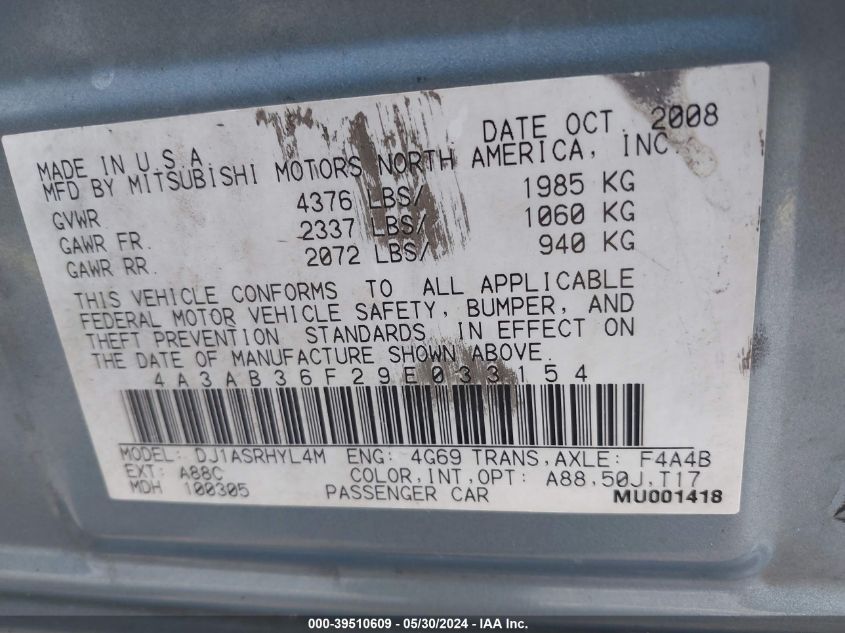 DATE OCT. 2008
MADE IN U.S.A.
MFD BY MITSUBISHI MOTORS NORTH AMERICA, INC
GVWR 4376 LBS/ 1985 KG
GAWR FR. 2337 LBS/ 1060 KG
GAWR RR. 2072 LBS/ 940 KG
THIS VEHICLE CONFORMS TO ALL APPLICABLE
FEDERAL MOTOR VEHICLE SAFETY, BUMPER, AND
THEFT PREVENTION STANDARDS IN EFFECT ON
THE DATE OF MANUFACTURE SHOWN ABOVE.
4A3AB36F29E033154
MODEL: DJ1ASRHYL4M ENG: 4G69 TRANS,AXLE: F4A4B
EXT: A88C COLOR,INT,OPT: A88.50J.T17
MDH 100305 PASSENGER CAR MU001418
000-39510609 - 05/30/2024 - IAA Inc.